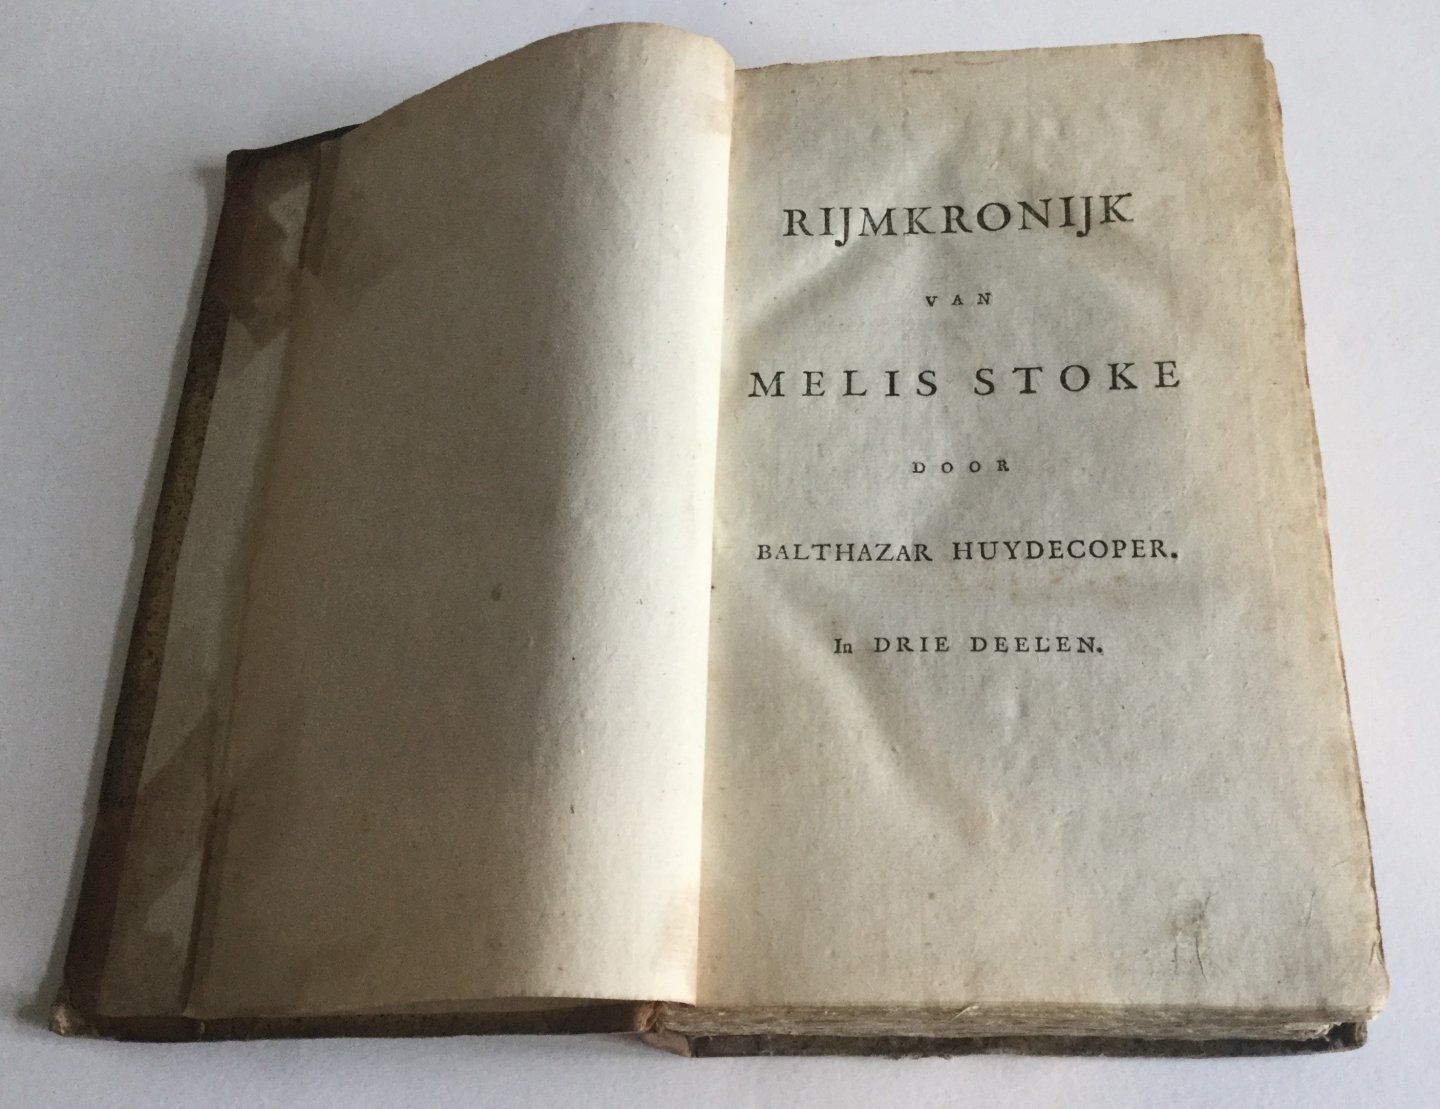 RIJMKRONIJK
VAN
MELIS STOKE
DOOR
BALTHAZAR HUYDECOPER.
In DRIE DEELEN.